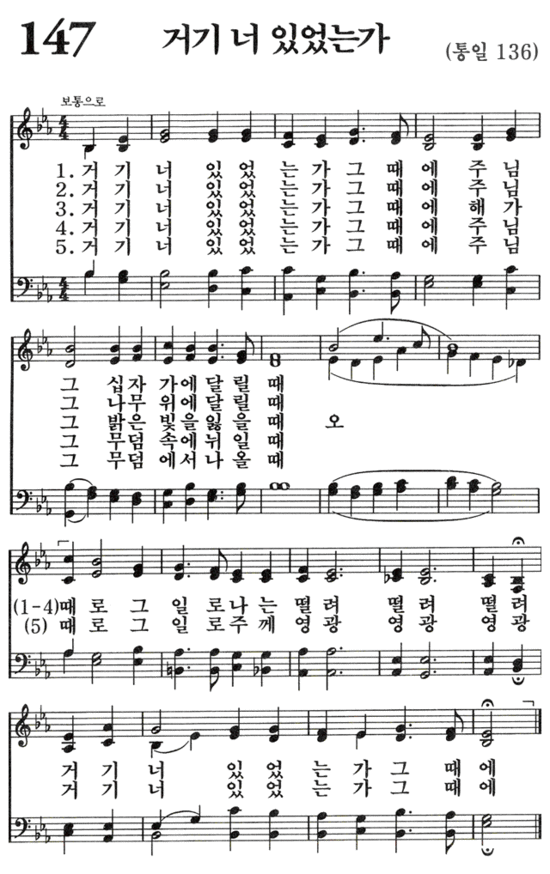 147 거기 너 있었는가 (통일 136)
보통으로
1. 거 기 너 있 었 는 가 그 때 에 주 님
2. 거 기 너 있 었 는 가 그 때 에 주 님
3. 거 기 너 있 었 는 가 그 때 에 해 가
4. 거 기 너 있 었 는 가 그 때 에 주 님
5. 거 기 너 있 었 는 가 그 때 에 주 님
그 십자 가에달릴 때
그 나무 위에달릴 때
그 밝은 빛을잃을 때 오
그 무덤 속에뉘일 때
그 무덤 에서나올 때
(1-4) 때 로 그 일 로나 는 떨 려 떨 려 떨 려
(5) 때 로 그 일 로주 께 영 광 영 광 영 광
거 기 너 있 었 는 가 그 때 에
거 기 너 있 었 는 가 그 때 에